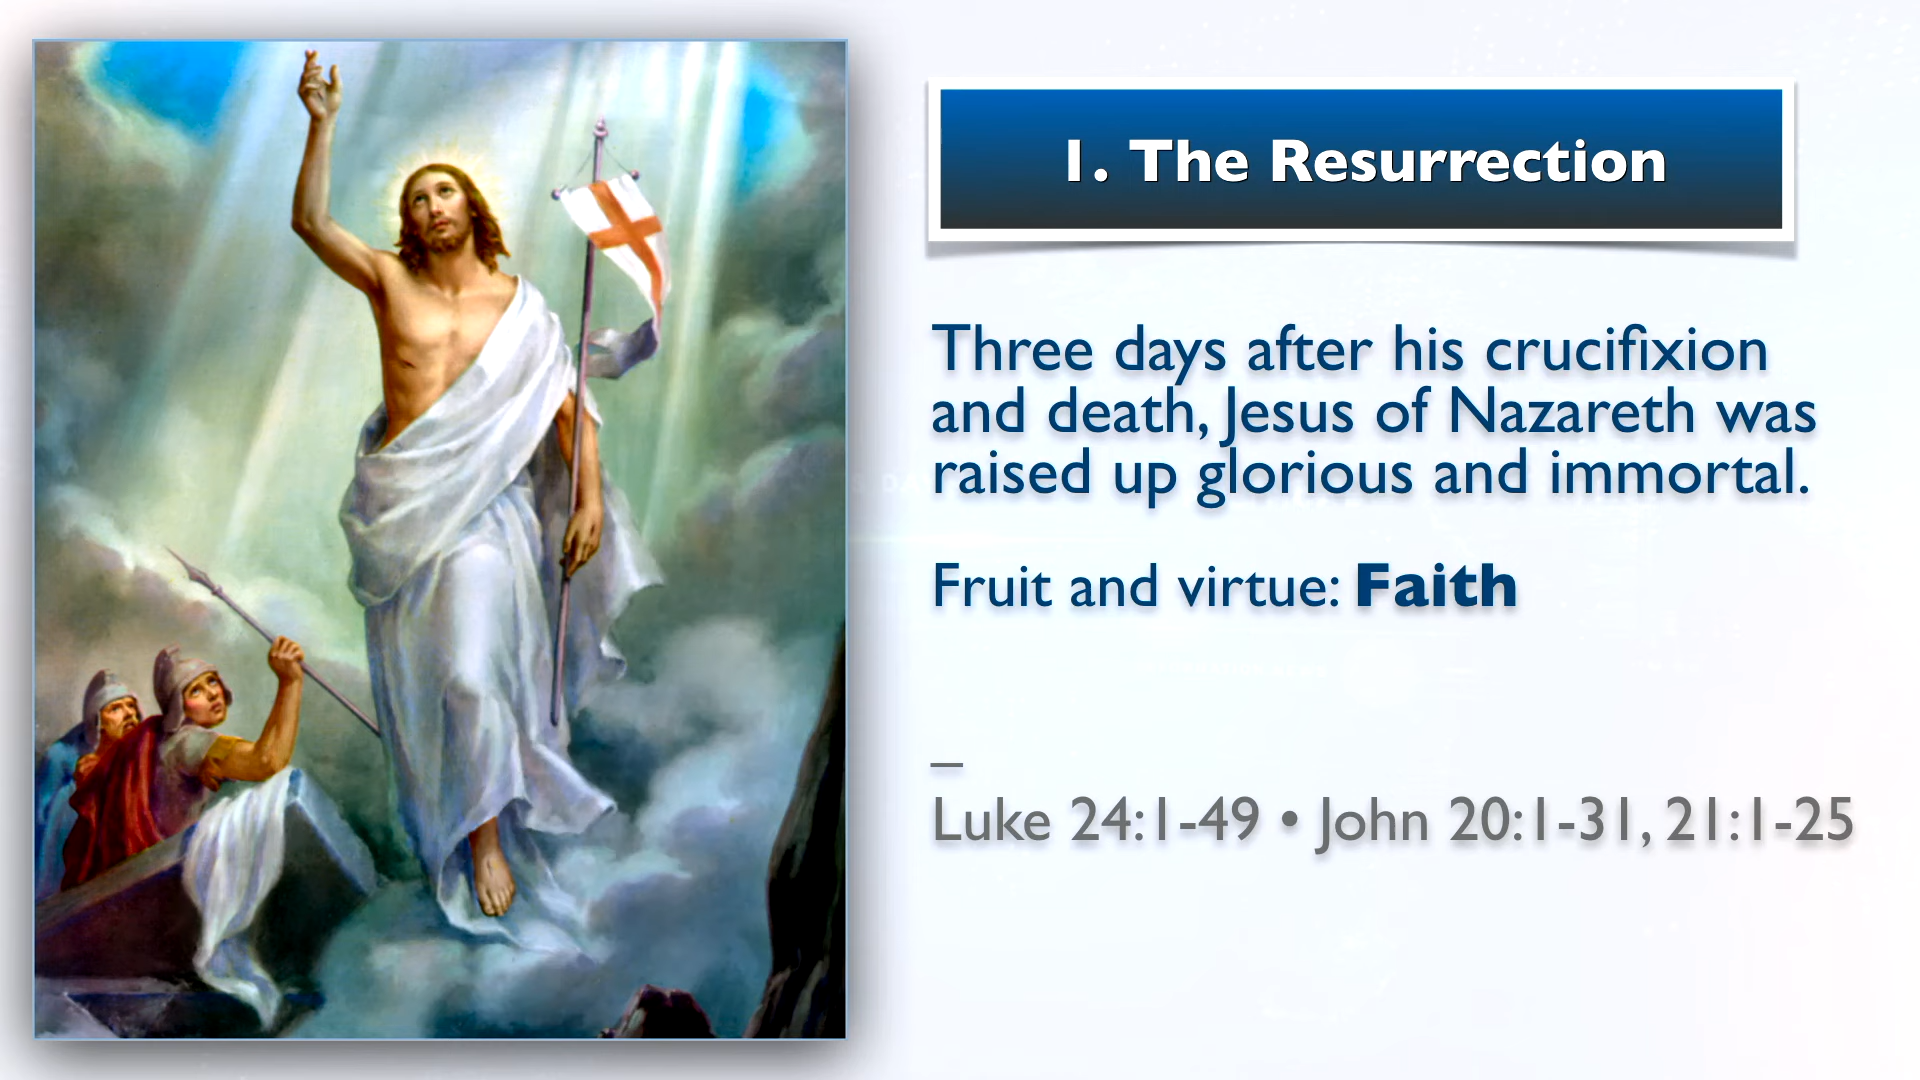 1. The Resurrection
Three days after his crucifixion
and death, Jesus of Nazareth was
raised up glorious and immortal.
Fruit and virtue: Faith
_
Luke 24:1-49 • John 20:1-31, 21:1-25